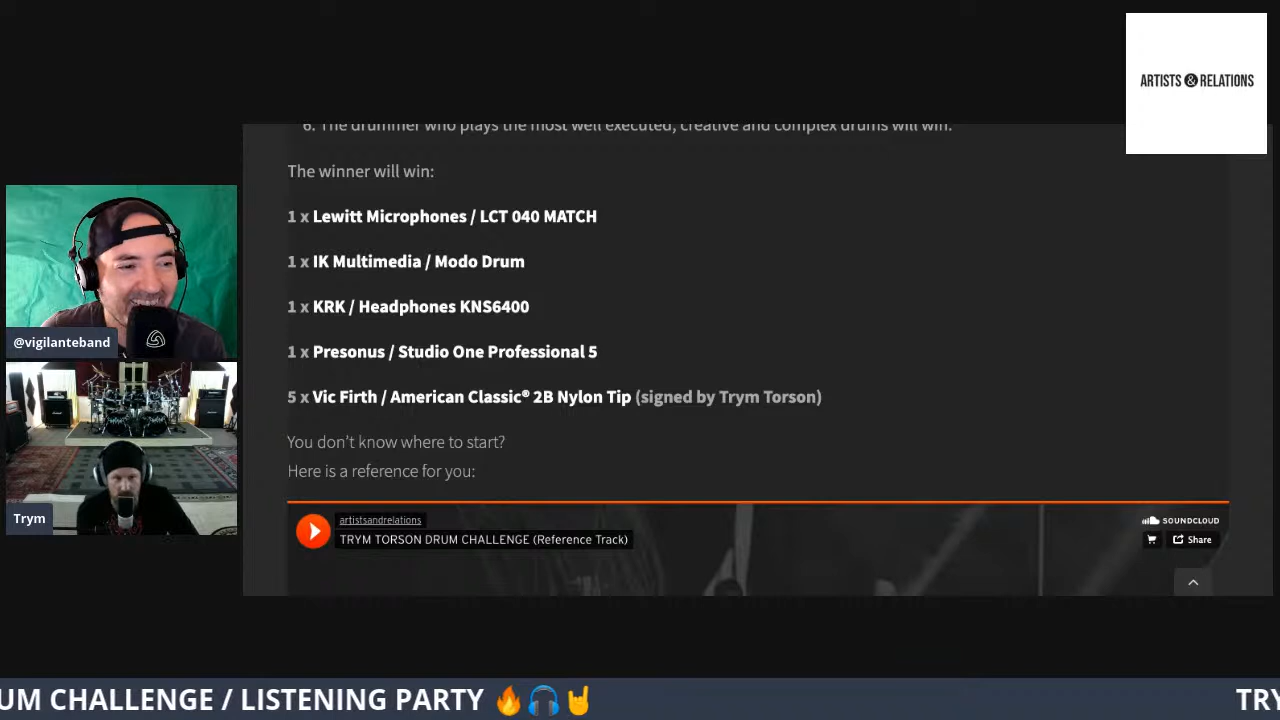 ARTISTS & RELATIONS
6. The drummer who plays the most well executed, creative and complex drums will win.
The winner will win:
1 x Lewitt Microphones / LCT 040 MATCH
1 x IK Multimedia / Modo Drum
1 x KRK / Headphones KNS6400
1 x Presonus / Studio One Professional 5
5 x Vic Firth / American Classic® 2B Nylon Tip (signed by Trym Torson)
You don’t know where to start?
Here is a reference for you:
artistsandrelations
TRYM TORSON DRUM CHALLENGE (Reference Track)
SOUNDCLOUD
Share
@vigilanteband
Trym
UM CHALLENGE / LISTENING PARTY 🔥🎧🤘 TRY